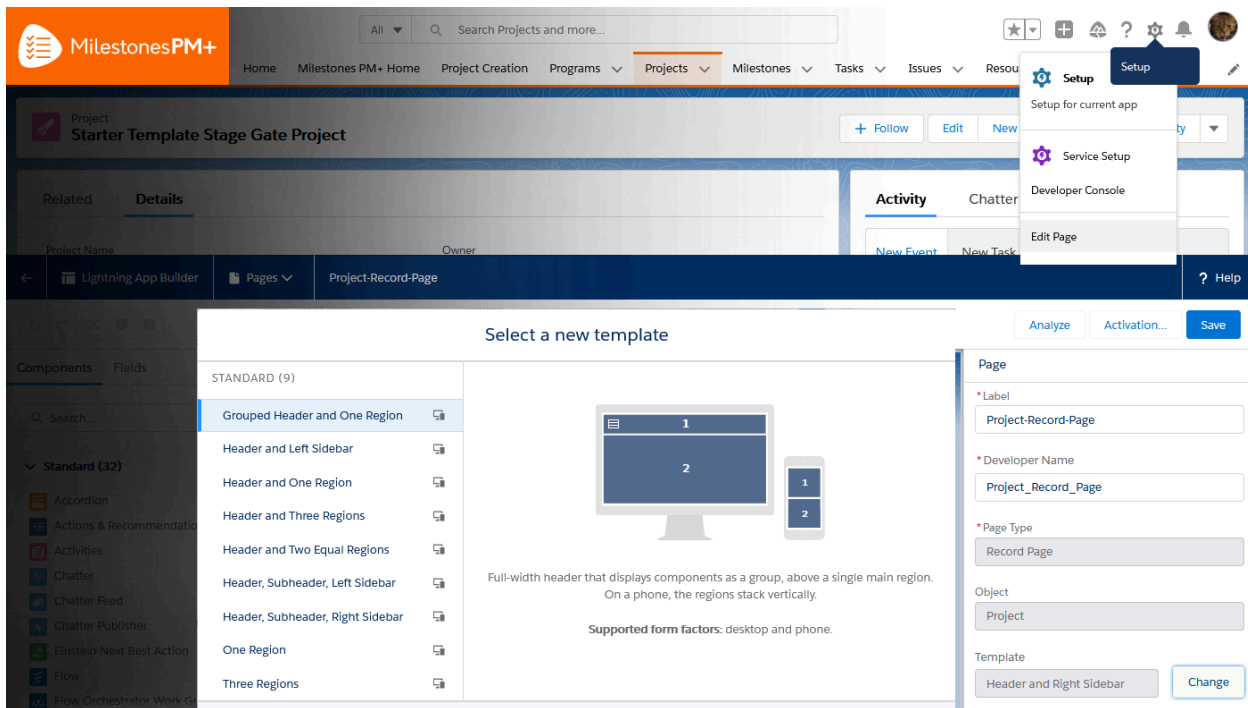 MilestonesPM+
All
Search Projects and more...
Home Milestones PM+ Home Project Creation Programs Projects Milestones Tasks Issues Resou
Setup
Setup
Setup for current app
Service Setup
Developer Console
Edit Page
Project
Starter Template Stage Gate Project
+ Follow Edit New ty
Related Details
Activity Chatter
Project Name Owner
New Event New Task
Lightning App Builder Pages Project-Record-Page ? Help
Select a new template
Analyze Activation... Save
Components Fields
Search...
Standard (32)
Accordion
Actions & Recommendatio
Activities
Chatter
Chatter Feed
Chatter Publisher
Einstein Next Best Action
Flow
Flow Orchestrator Work Gu
STANDARD (9)
Grouped Header and One Region
Header and Left Sidebar
Header and One Region
Header and Three Regions
Header and Two Equal Regions
Header, Subheader, Left Sidebar
Header, Subheader, Right Sidebar
One Region
Three Regions
1
2
1
2
Full-width header that displays components as a group, above a single main region.
On a phone, the regions stack vertically.
Supported form factors: desktop and phone.
Page
*Label
Project-Record-Page
*Developer Name
Project_Record_Page
*Page Type
Record Page
Object
Project
Template
Header and Right Sidebar Change